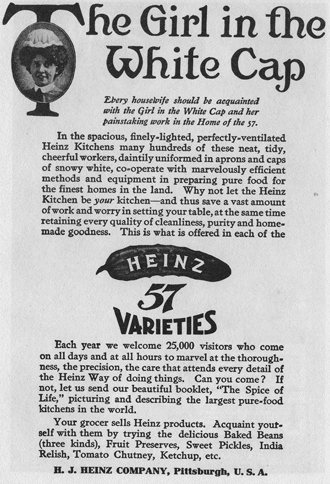 The Girl in the
White Cap
Every housewife should be acquainted
with the Girl in the White Cap and her
painstaking work in the Home of the 57.
In the spacious, finely-lighted, perfectly-ventilated
Heinz Kitchens many hundreds of these neat, tidy,
cheerful workers, daintily uniformed in aprons and caps
of snowy white, co-operate with marvelously efficient
methods and equipment in preparing pure food for
the finest homes in the land. Why not let the Heinz
Kitchen be your kitchen—and thus save a vast amount
of work and worry in setting your table, at the same time
retaining every quality of cleanliness, purity and home-
made goodness. This is what is offered in each of the
HEINZ
57
VARIETIES
Each year we welcome 25,000 visitors who come
on all days and at all hours to marvel at the thorough-
ness, the precision, the care that attends every detail of
the Heinz Way of doing things. Can you come? If
not, let us send our beautiful booklet, "The Spice of
Life," picturing and describing the largest pure-food
kitchens in the world.
Your grocer sells Heinz products. Acquaint your-
self with them by trying the delicious Baked Beans
(three kinds), Fruit Preserves, Sweet Pickles, India
Relish, Tomato Chutney, Ketchup, etc.
H. J. HEINZ COMPANY, Pittsburgh, U. S. A.